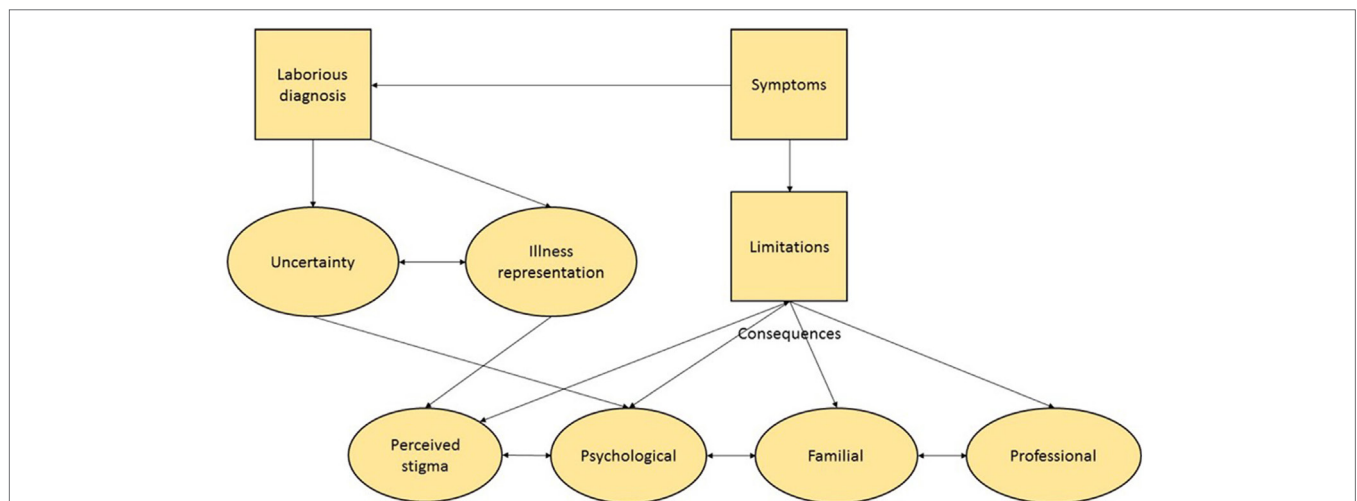 Laborious
diagnosis
Symptoms
Uncertainty
Illness
representation
Limitations
Consequences
Perceived
stigma
Psychological
Familial
Professional